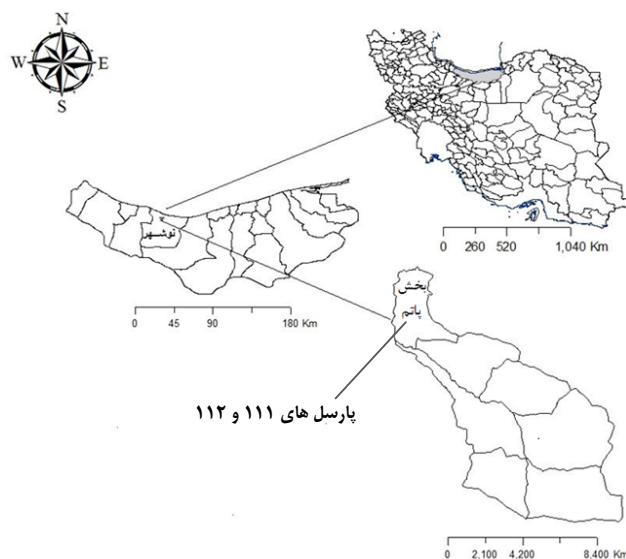 N
W E
S
0 260 520 1,040 Km
نوشهر
0 45 90 180 Km
بخش
پاتم
پارسل های ۱۱۱ و ۱۱۲
0 2,100 4,200 8,400 Km